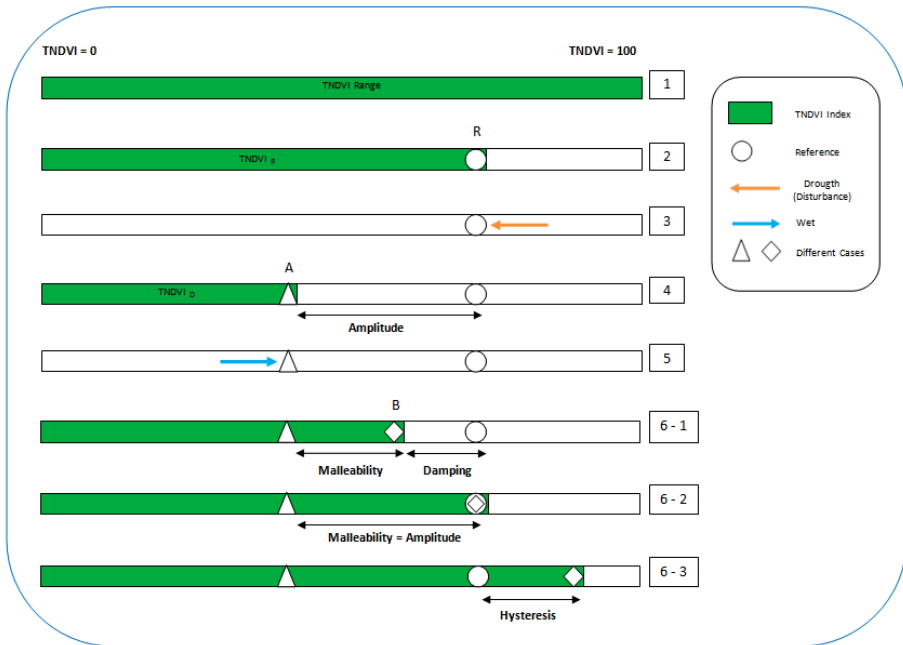 TNDVI = 0
TNDVI = 100
TNDVI Range
1
R
TNDVI R
2
3
A
TNDVI D
4
Amplitude
5
B
6 - 1
Malleability
Damping
6 - 2
Malleability = Amplitude
6 - 3
Hysteresis
TNDVI Index
Reference
Drougth
(Disturbance)
Wet
Different Cases